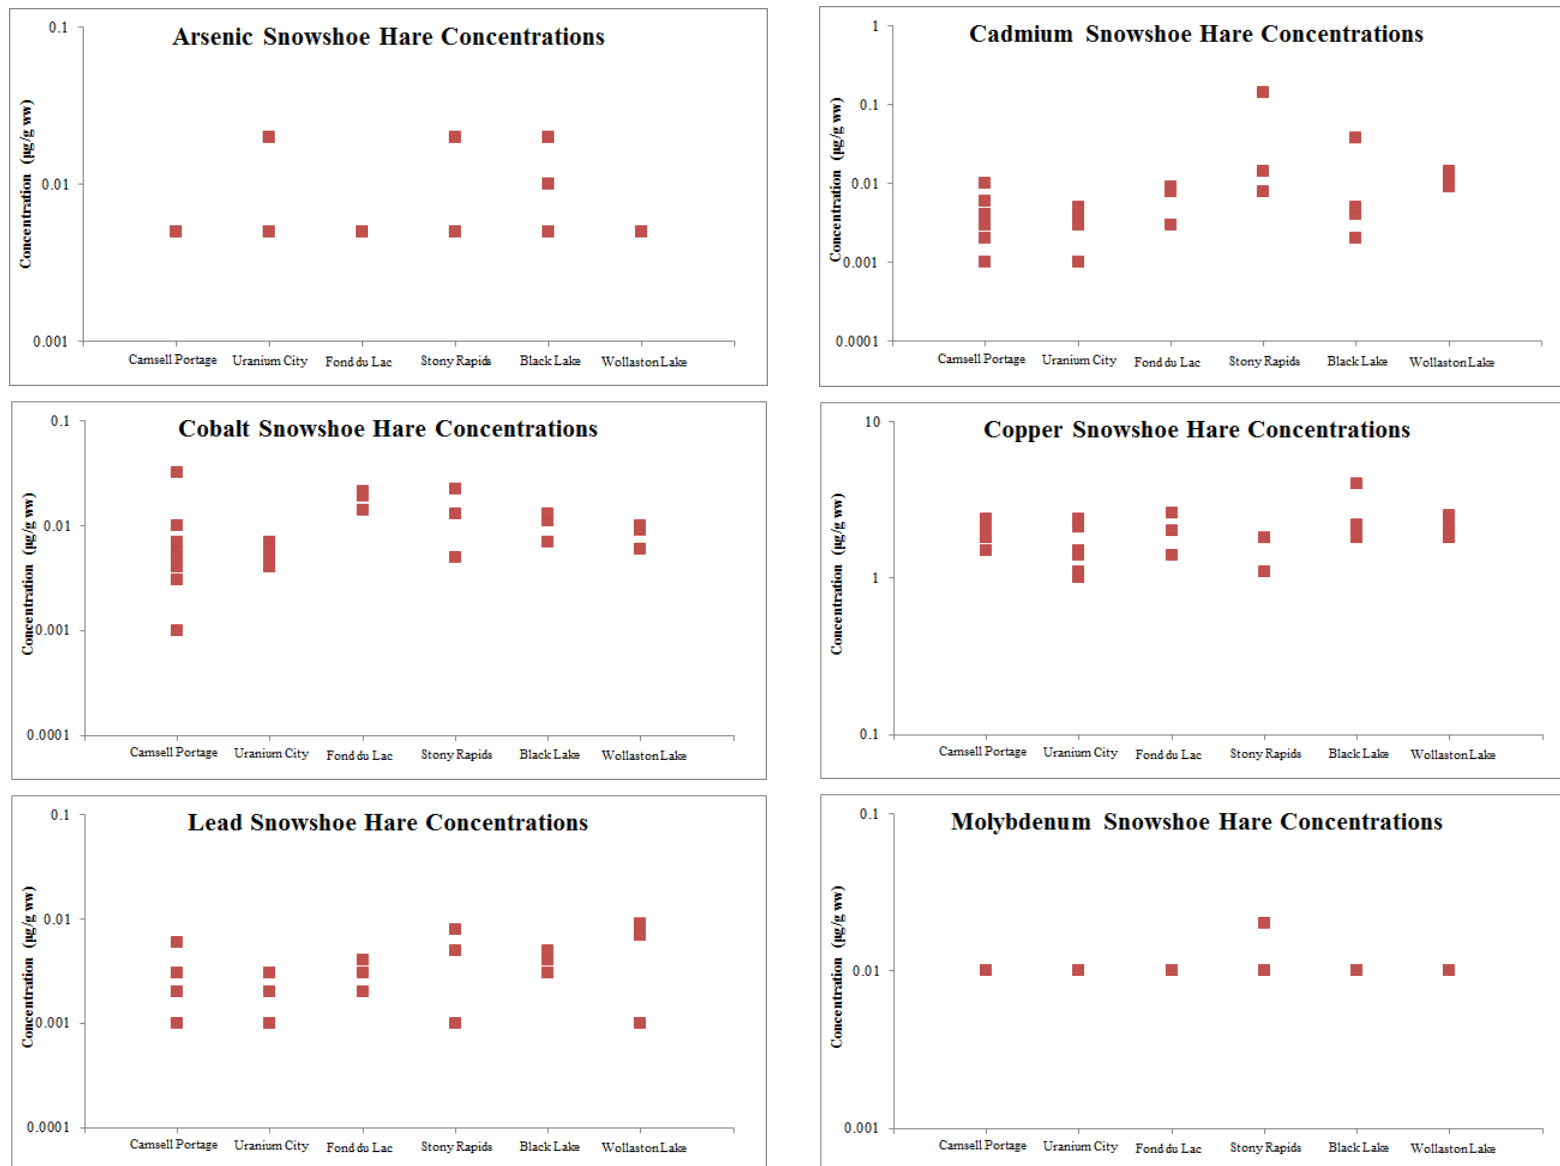 Arsenic Snowshoe Hare Concentrations
Concentration (µg/g ww)
0.1
0.01
0.001
Camsell Portage Uranium City Fond du Lac Stony Rapids Black Lake Wollaston Lake
Cadmium Snowshoe Hare Concentrations
Concentration (µg/g ww)
1
0.1
0.01
0.001
0.0001
Camsell Portage Uranium City Fond du Lac Stony Rapids Black Lake Wollaston Lake
Cobalt Snowshoe Hare Concentrations
Concentration (µg/g ww)
0.1
0.01
0.001
0.0001
Camsell Portage Uranium City Fond du Lac Stony Rapids Black Lake Wollaston Lake
Copper Snowshoe Hare Concentrations
Concentration (µg/g ww)
10
1
0.1
Camsell Portage Uranium City Fond du Lac Stony Rapids Black Lake Wollaston Lake
Lead Snowshoe Hare Concentrations
Concentration (µg/g ww)
0.1
0.01
0.001
0.0001
Camsell Portage Uranium City Fond du Lac Stony Rapids Black Lake Wollaston Lake
Molybdenum Snowshoe Hare Concentrations
Concentration (µg/g ww)
0.1
0.01
0.001
Camsell Portage Uranium City Fond du Lac Stony Rapids Black Lake Wollaston Lake